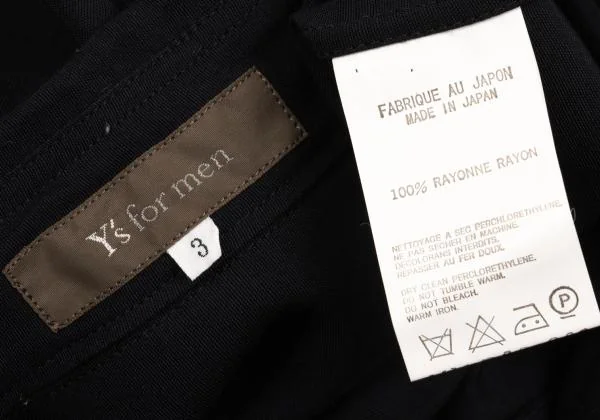 Y's for men
3
FABRIQUE AU JAPON
MADE IN JAPAN
100% RAYONNE RAYON
NETTOYAGE A SEC PERCHLORETHYLENE.
NE PAS SECHER EN MACHINE.
DECOLORANS INTERDITS.
REPASSER AU FER DOUX.
DRY CLEAN PERCLORETHYLENE.
DO NOT TUMBLE WARM.
DO NOT BLEACH.
WARM IRON.
P